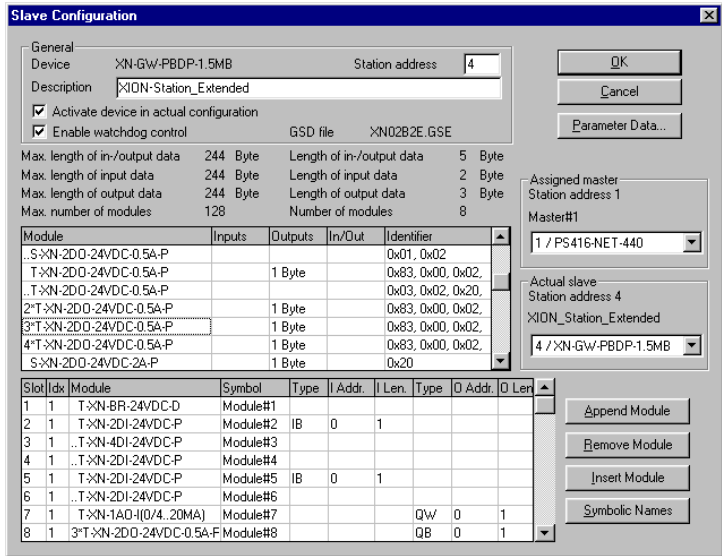 Slave Configuration
General
Device XN-GW-PBDP-1.5MB Station address 4
Description XION-Station_Extended
Activate device in actual configuration
Enable watchdog control GSD file XN02B2E.GSE
OK
Cancel
Parameter Data...
Max. length of in-/output data 244 Byte Length of in-/output data 5 Byte
Max. length of input data 244 Byte Length of input data 2 Byte
Max. length of output data 244 Byte Length of output data 3 Byte
Max. number of modules 128 Number of modules 8
Assigned master
Station address 1
Master#1
1 / PS416-NET-440
Module Inputs Outputs In/Out Identifier
..S-XN-2DO-24VDC-0.5A-P 0x01, 0x02
T-XN-2DO-24VDC-0.5A-P 1 Byte 0x83, 0x00, 0x02,
..T-XN-2DO-24VDC-0.5A-P 0x03, 0x02, 0x20,
2*T-XN-2DO-24VDC-0.5A-P 1 Byte 0x83, 0x00, 0x02,
3*T-XN-2DO-24VDC-0.5A-P 1 Byte 0x83, 0x00, 0x02,
4*T-XN-2DO-24VDC-0.5A-P 1 Byte 0x83, 0x00, 0x02,
S-XN-2DO-24VDC-2A-P 1 Byte 0x20
Actual slave
Station address 4
XION_Station_Extended
4 / XN-GW-PBDP-1.5MB
Slot Idx Module Symbol Type I Addr. I Len. Type O Addr. O Len
1 1 T-XN-BR-24VDC-D Module#1
2 1 T-XN-2DI-24VDC-P Module#2 IB 0 1
3 1 ..T-XN-4DI-24VDC-P Module#3
4 1 ..T-XN-2DI-24VDC-P Module#4
5 1 T-XN-2DI-24VDC-P Module#5 IB 0 1
6 1 ..T-XN-2DI-24VDC-P Module#6
7 1 T-XN-1AO-I(0/4..20MA) Module#7 QW 0 1
8 1 3*T-XN-2DO-24VDC-0.5A-F Module#8 QB 0 1
Append Module
Remove Module
Insert Module
Symbolic Names